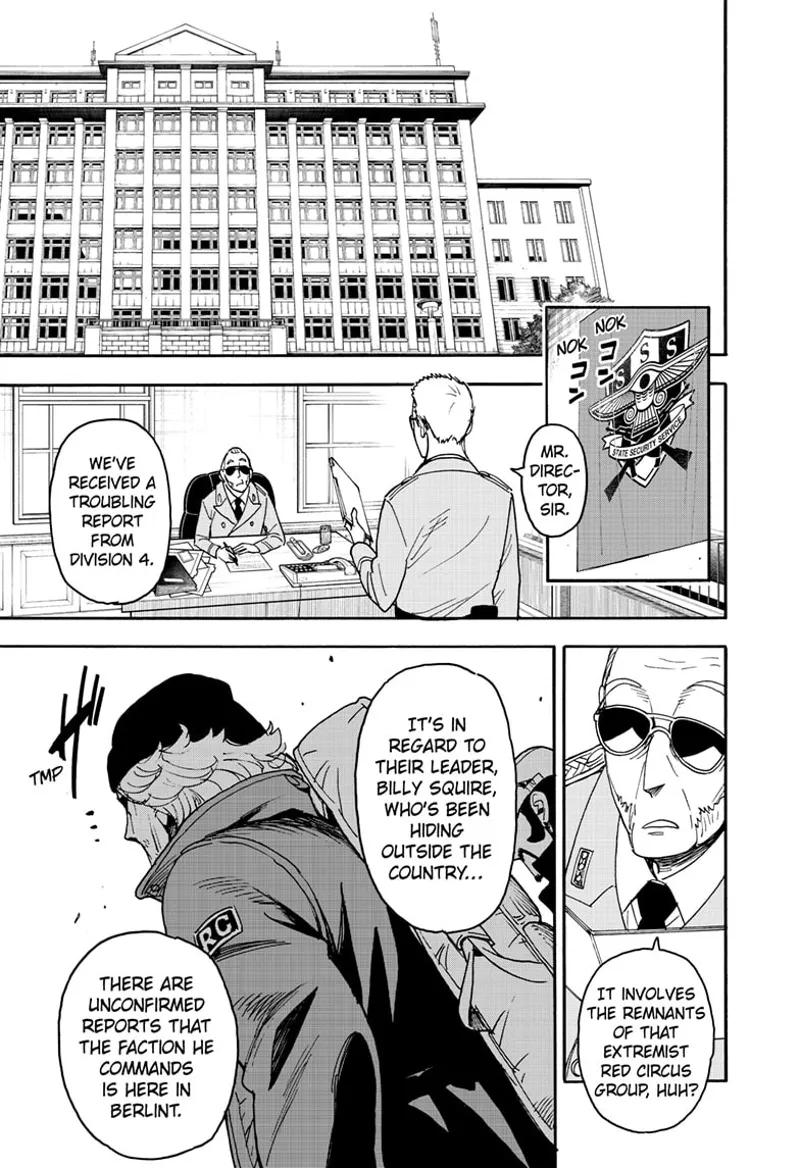 NOK
NOK
コン
コン
S S S
STATE SECURITY SERVICE
MR.
DIREC-
TOR,
SIR.
WE'VE
RECEIVED A
TROUBLING
REPORT
FROM
DIVISION 4.
IT INVOLVES
THE REMNANTS
OF THAT
EXTREMIST
RED CIRCUS
GROUP, HUH?
IT'S IN
REGARD TO
THEIR LEADER,
BILLY SQUIRE,
WHO'S BEEN
HIDING
OUTSIDE THE
COUNTRY...
TMP
RC
THERE ARE
UNCONFIRMED
REPORTS THAT
THE FACTION HE
COMMANDS
IS HERE IN
BERLINT.